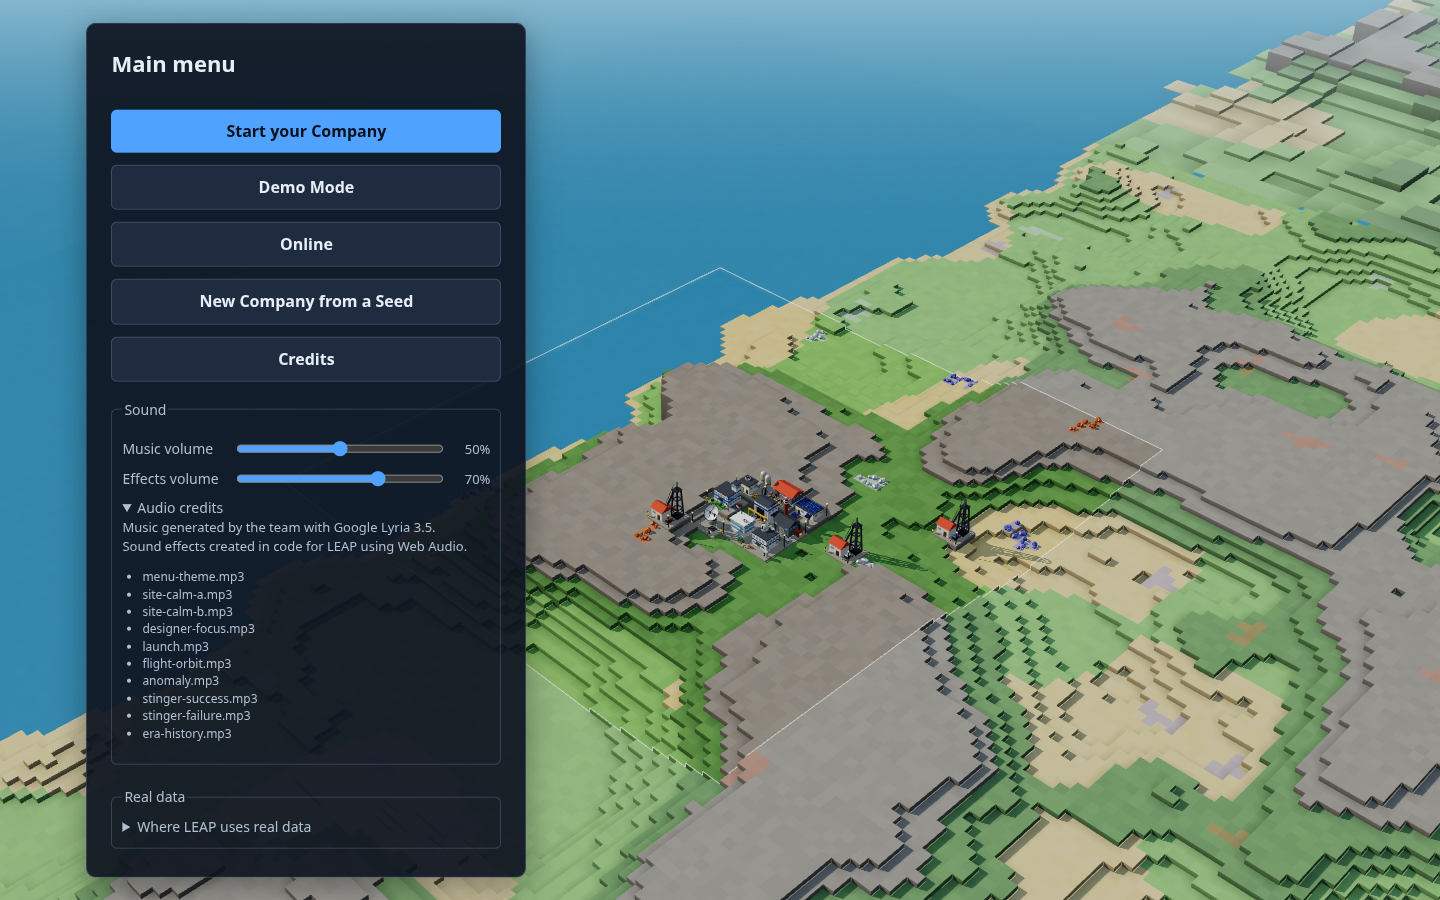 Main menu
Start your Company
Demo Mode
Online
New Company from a Seed
Credits
Sound
Music volume 50%
Effects volume 70%
▼ Audio credits
Music generated by the team with Google Lyria 3.5.
Sound effects created in code for LEAP using Web Audio.
• menu-theme.mp3
• site-calm-a.mp3
• site-calm-b.mp3
• designer-focus.mp3
• launch.mp3
• flight-orbit.mp3
• anomaly.mp3
• stinger-success.mp3
• stinger-failure.mp3
• era-history.mp3
Real data
▶ Where LEAP uses real data